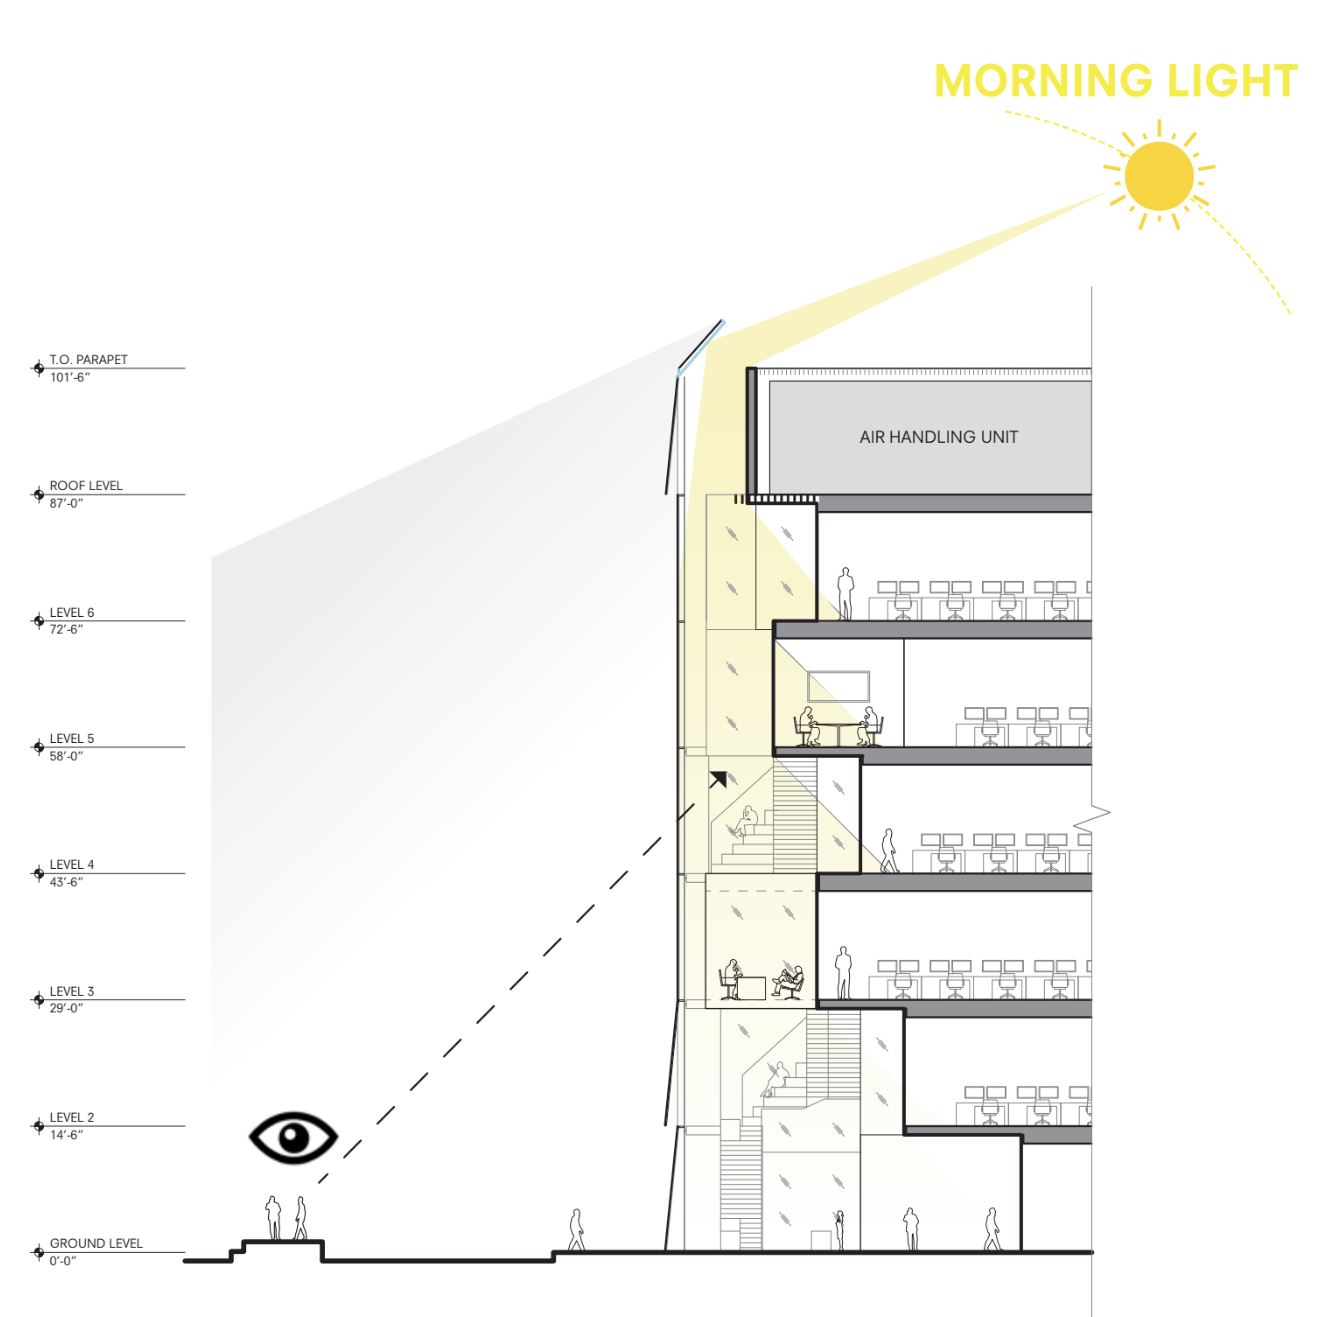 MORNING LIGHT
T.O. PARAPET
101'-6"
AIR HANDLING UNIT
ROOF LEVEL
87'-0"
LEVEL 6
72'-6"
LEVEL 5
58'-0"
LEVEL 4
43'-6"
LEVEL 3
29'-0"
LEVEL 2
14'-6"
GROUND LEVEL
0'-0"